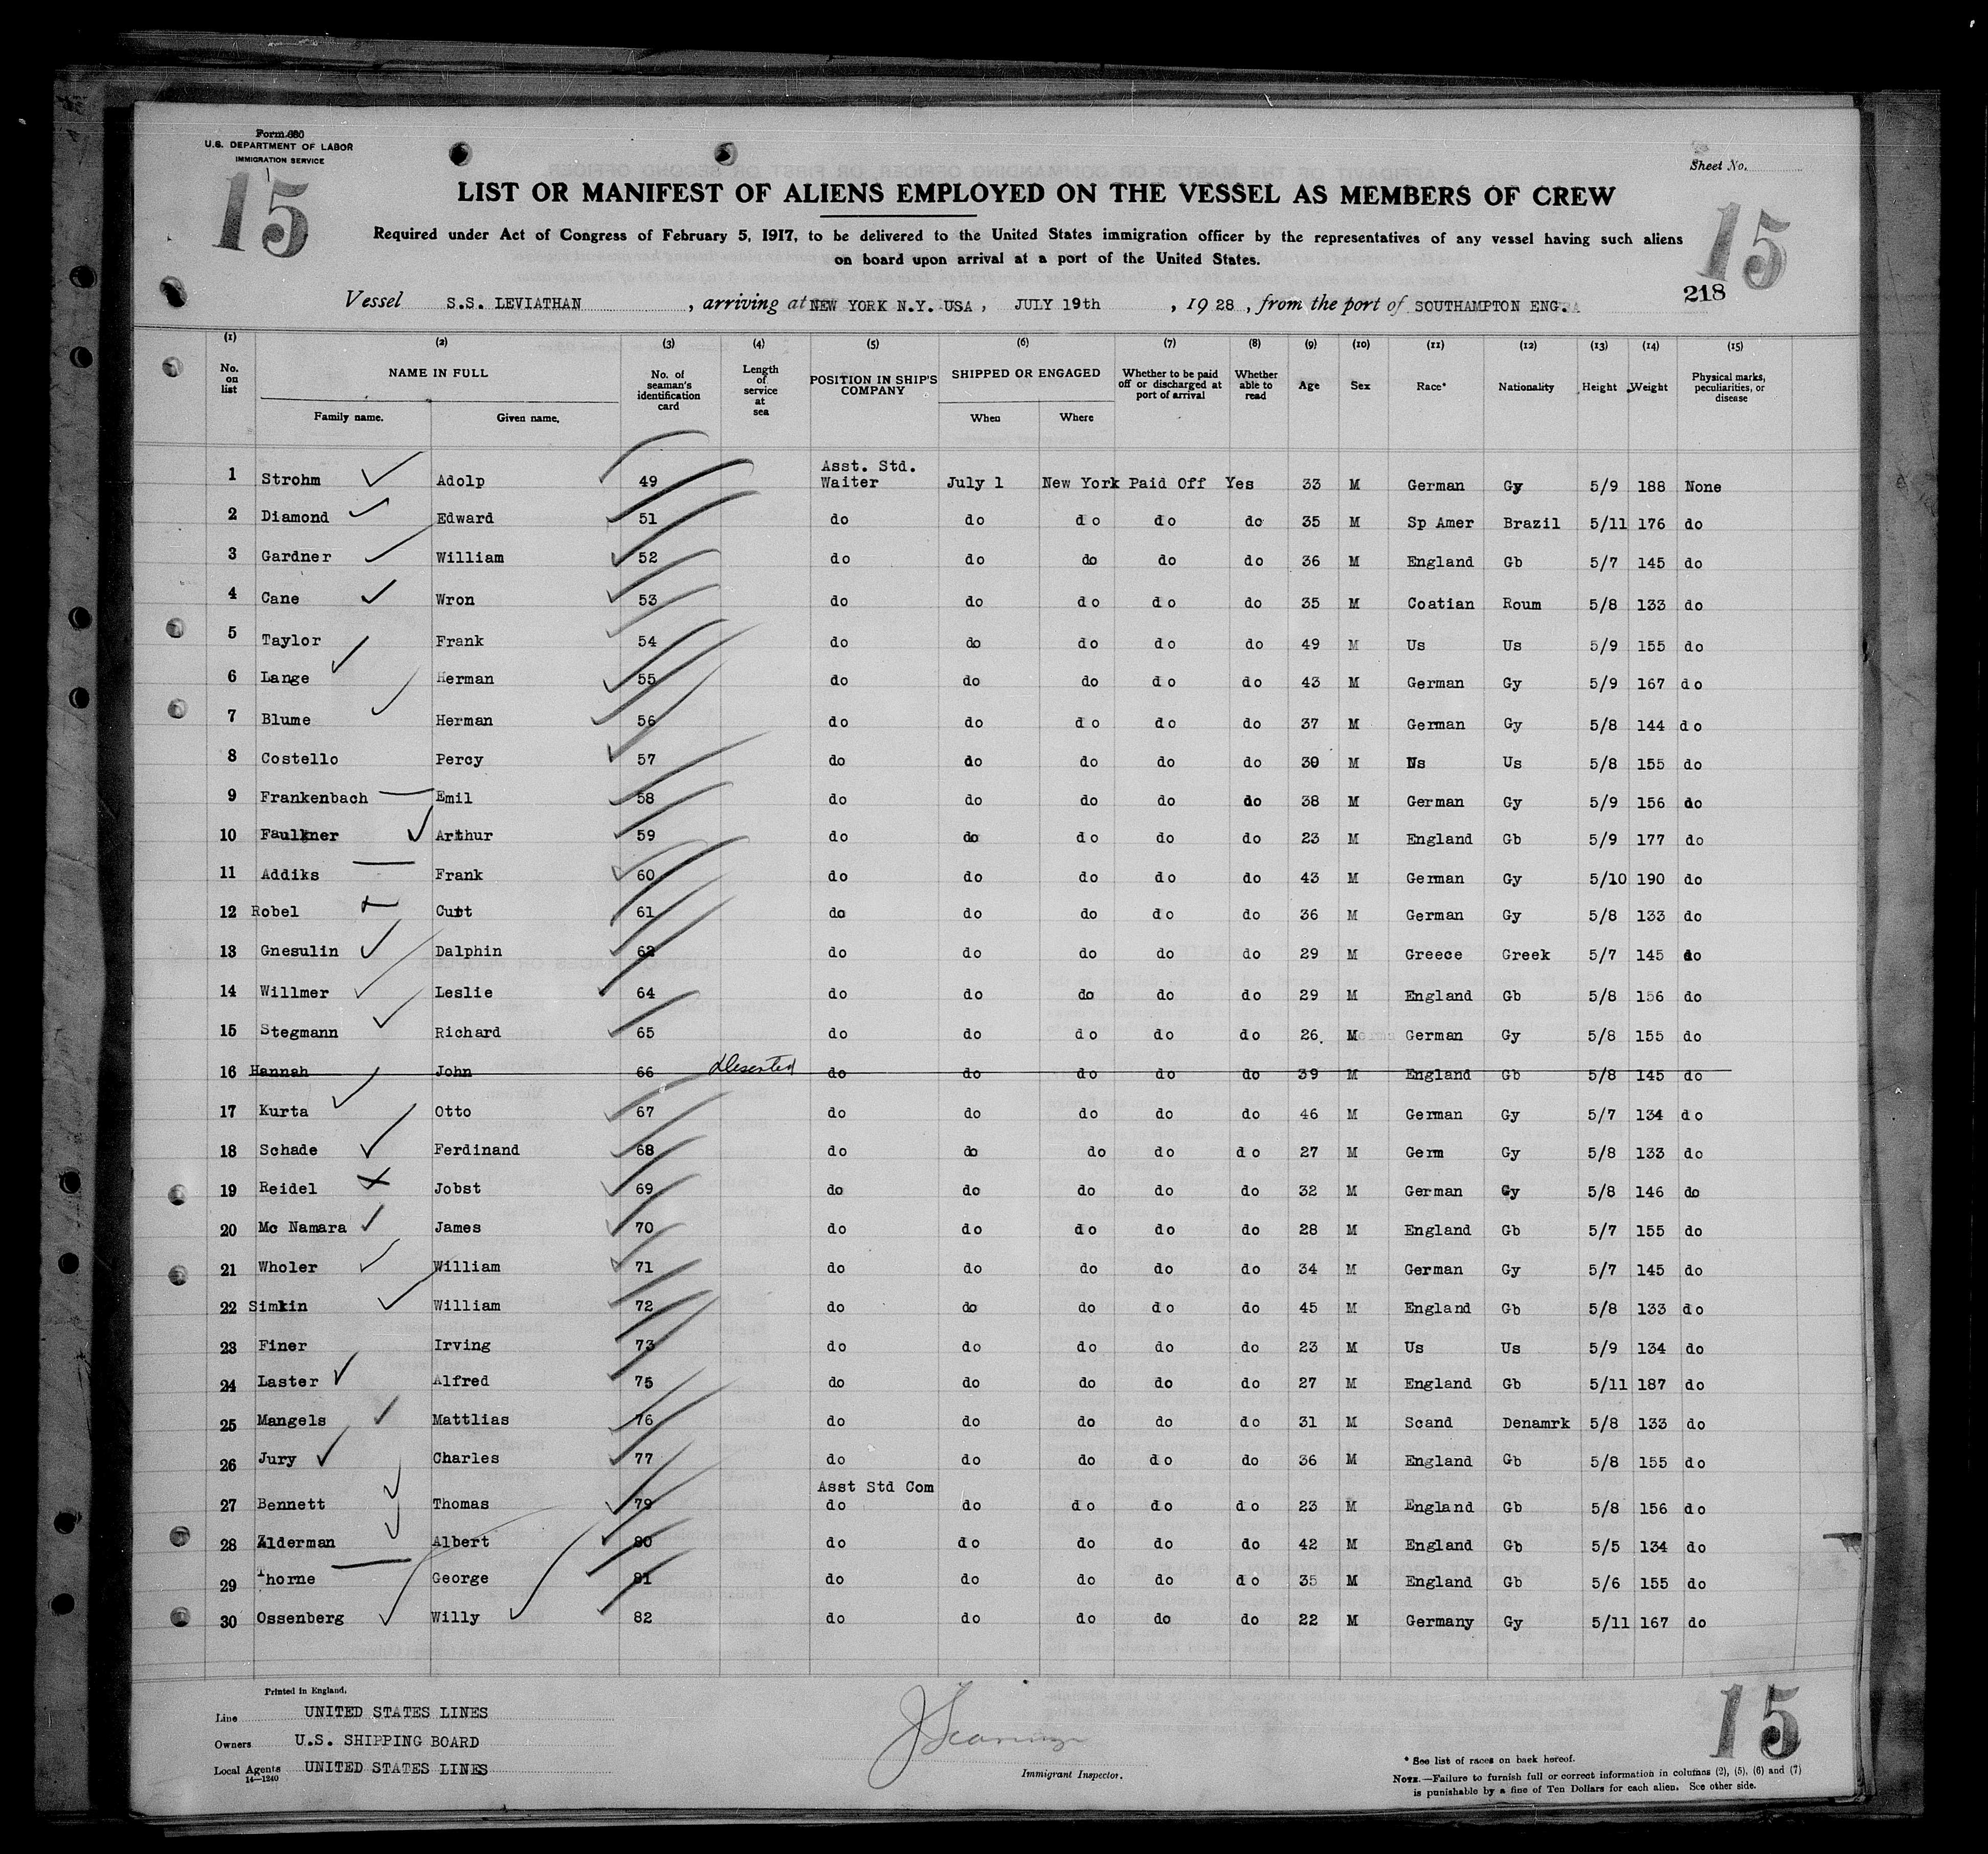 Form 680
U.S. DEPARTMENT OF LABOR
IMMIGRATION SERVICE
Sheet No.
15
15
LIST OR MANIFEST OF ALIENS EMPLOYED ON THE VESSEL AS MEMBERS OF CREW
Required under Act of Congress of February 5, 1917, to be delivered to the United States immigration officer by the representatives of any vessel having such aliens
on board upon arrival at a port of the United States.
218
Vessel S.S. LEVIATHAN, arriving at NEW YORK N.Y. USA, JULY 19th, 1928, from the port of SOUTHAMPTON ENG.
(1) (2) (3) (4) (5) (6) (7) (8) (9) (10) (11) (12) (13) (14) (15)
No. on list NAME IN FULL Family name. Given name. No. of seaman's identification card Length of service at sea POSITION IN SHIP'S COMPANY SHIPPED OR ENGAGED When Where Whether to be paid off or discharged at port of arrival Whether able to read Age Sex Race* Nationality Height Weight Physical marks, peculiarities, or disease
1 Strohm Adolp 49 Asst. Std. Waiter July 1 New York Paid Off Yes 33 M German Gy 5/9 188 None
2 Diamond Edward 51 do do do do do 35 M Sp Amer Brazil 5/11 176 do
3 Gardner William 52 do do do do do 36 M England Gb 5/7 145 do
4 Cane Wron 53 do do do do do 35 M Coatian Roum 5/8 133 do
5 Taylor Frank 54 do do do do do 49 M Us Us 5/9 155 do
6 Lange Herman 55 do do do do do 43 M German Gy 5/9 167 do
7 Blume Herman 56 do do do do do 37 M German Gy 5/8 144 do
8 Costello Percy 57 do do do do do 30 M Us Us 5/8 155 do
9 Frankenbach Emil 58 do do do do do 38 M German Gy 5/9 156 do
10 Faulkner Arthur 59 do do do do do 23 M England Gb 5/9 177 do
11 Addiks Frank 60 do do do do do 43 M German Gy 5/10 190 do
12 Robel Curt 61 do do do do do 36 M German Gy 5/8 133 do
13 Gnesulin Dalphin 62 do do do do do 29 M Greece Greek 5/7 145 do
14 Willmer Leslie 64 do do do do do 29 M England Gb 5/8 156 do
15 Stegmann Richard 65 do do do do do 26. M German Gy 5/8 155 do
16 Hannah John 66 Deserted do do do do do 39 M England Gb 5/8 145 do
17 Kurta Otto 67 do do do do do 46 M German Gy 5/7 134 do
18 Schade Ferdinand 68 do do do do do 27 M Germ Gy 5/8 133 do
19 Reidel Jobst 69 do do do do do 32 M German Gy 5/8 146 do
20 Mc Namara James 70 do do do do do 28 M England Gb 5/7 155 do
21 Wholer William 71 do do do do do 34 M German Gy 5/7 145 do
22 Simkin William 72 do do do do do 45 M England Gb 5/8 133 do
23 Finer Irving 73 do do do do do 23 M Us Us 5/9 134 do
24 Laster Alfred 75 do do do do do 27 M England Gb 5/11 187 do
25 Mangels Mattlias 76 do do do do do 31 M Scand Denamrk 5/8 133 do
26 Jury Charles 77 do do do do do 36 M England Gb 5/8 155 do
27 Bennett Thomas 79 Asst Std Com do do do do do 23 M England Gb 5/8 156 do
28 Alderman Albert 80 do do do do do 42 M England Gb 5/5 134 do
29 Thorne George 81 do do do do do 35 M England Gb 5/6 155 do
30 Ossenberg Willy 82 do do do do do 22 M Germany Gy 5/11 167 do
Printed in England.
Line UNITED STATES LINES
Owners U.S. SHIPPING BOARD
Local Agents UNITED STATES LINES
14—1240
Immigrant Inspector.
15
* See list of races on back hereof.
NOTE.—Failure to furnish full or correct information in columns (2), (5), (6) and (7)
is punishable by a fine of Ten Dollars for each alien. See other side.